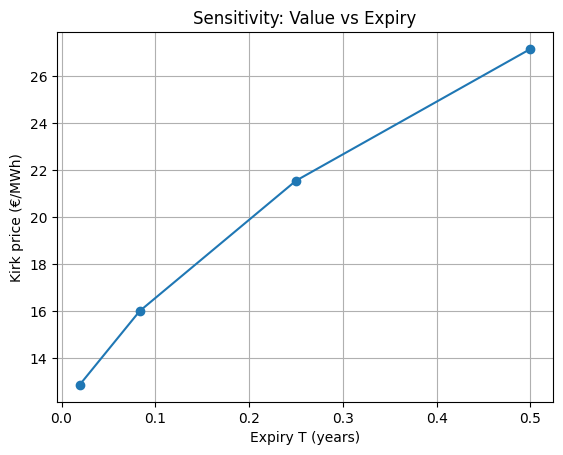 Sensitivity: Value vs Expiry
Kirk price (€/MWh)
26
24
22
20
18
16
14
0.0 0.1 0.2 0.3 0.4 0.5
Expiry T (years)